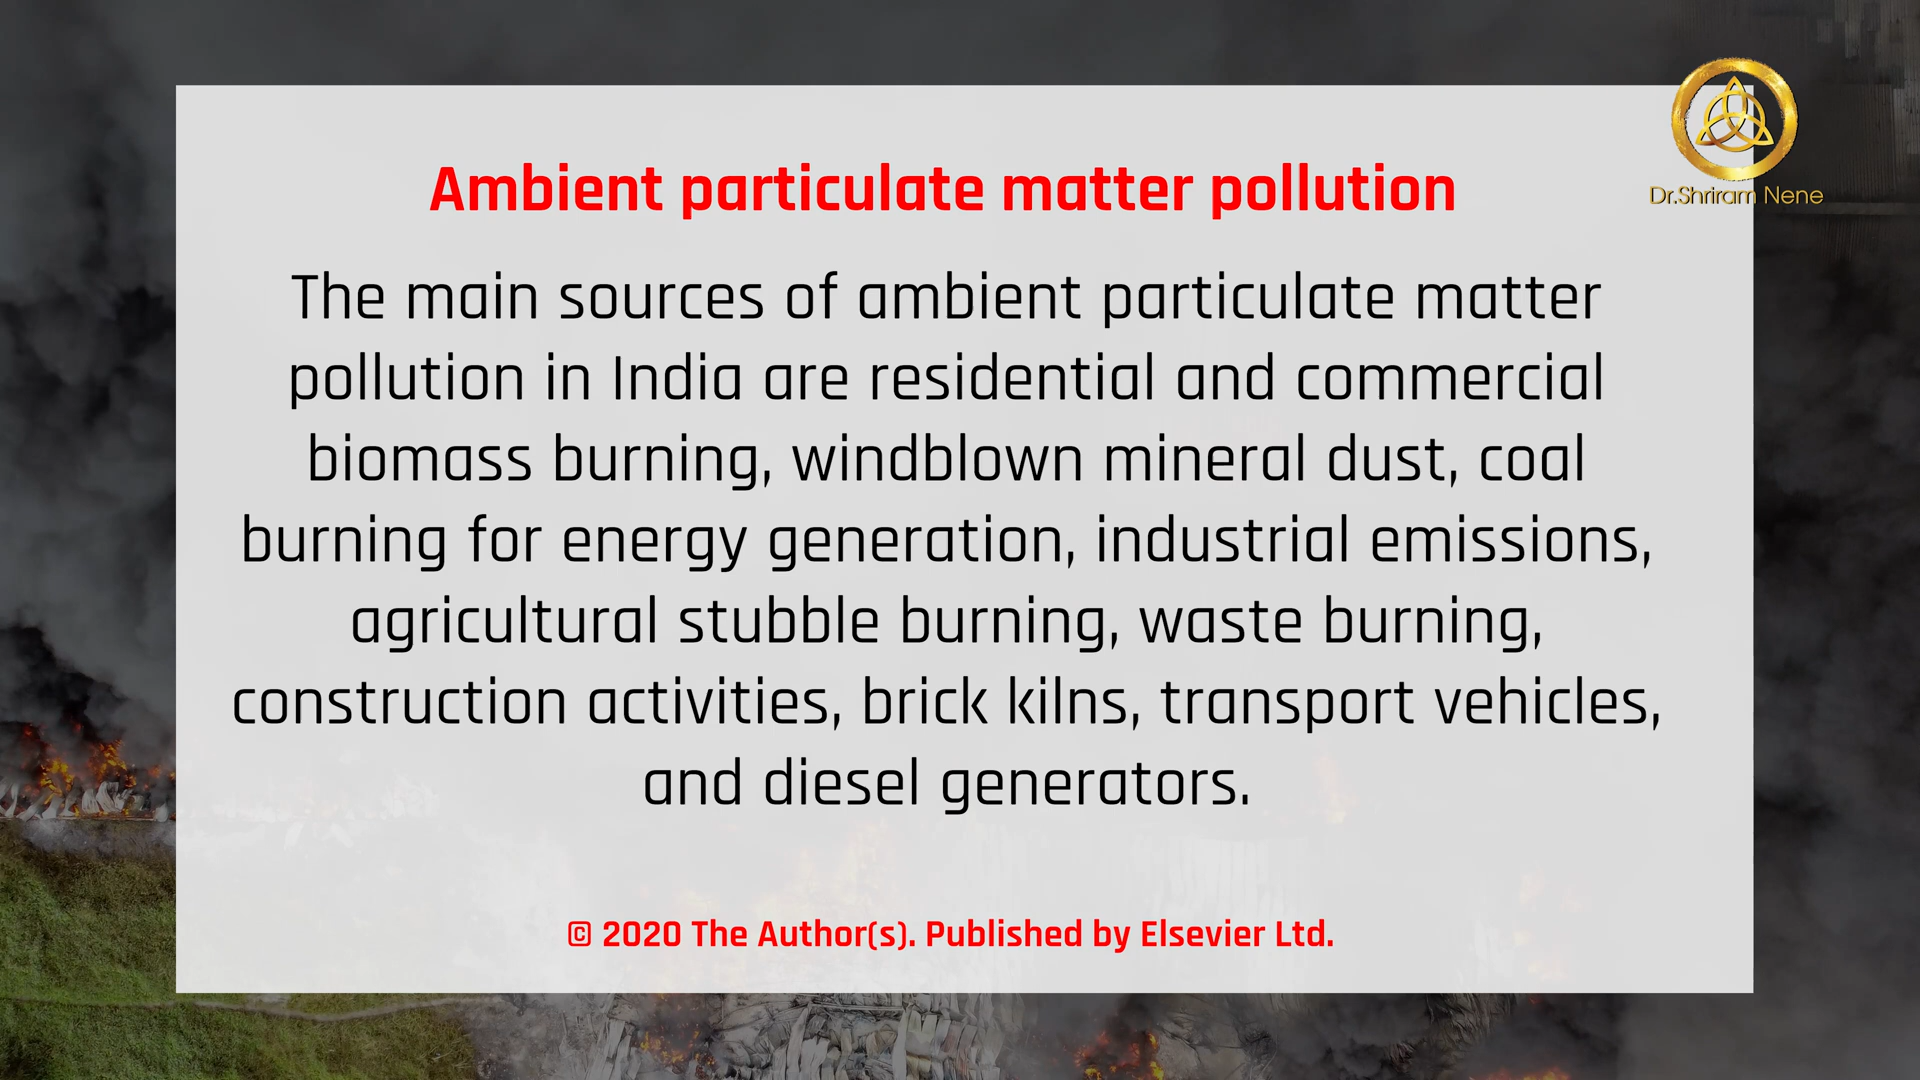 Dr.Shriram Nene
Ambient particulate matter pollution
The main sources of ambient particulate matter
pollution in India are residential and commercial
biomass burning, windblown mineral dust, coal
burning for energy generation, industrial emissions,
agricultural stubble burning, waste burning,
construction activities, brick kilns, transport vehicles,
and diesel generators.
© 2020 The Author(s). Published by Elsevier Ltd.